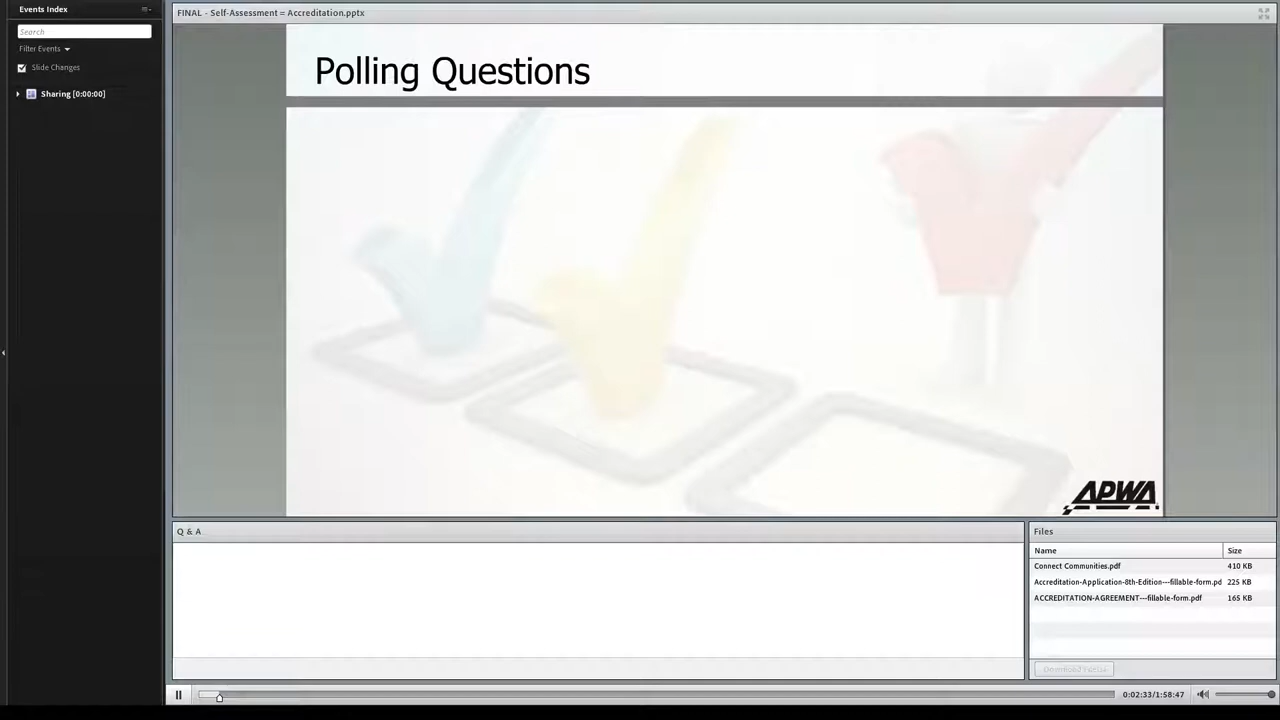 Events Index
Search
Filter Events
Slide Changes
Sharing [0:00:00]
FINAL - Self-Assessment = Accreditation.pptx
Polling Questions
APWA
Q & A
Files
Name Size
Connect Communities.pdf 410 KB
Accreditation-Application-8th-Edition---fillable-form.pd 225 KB
ACCREDITATION-AGREEMENT---fillable-form.pdf 165 KB
0:02:33/1:58:47